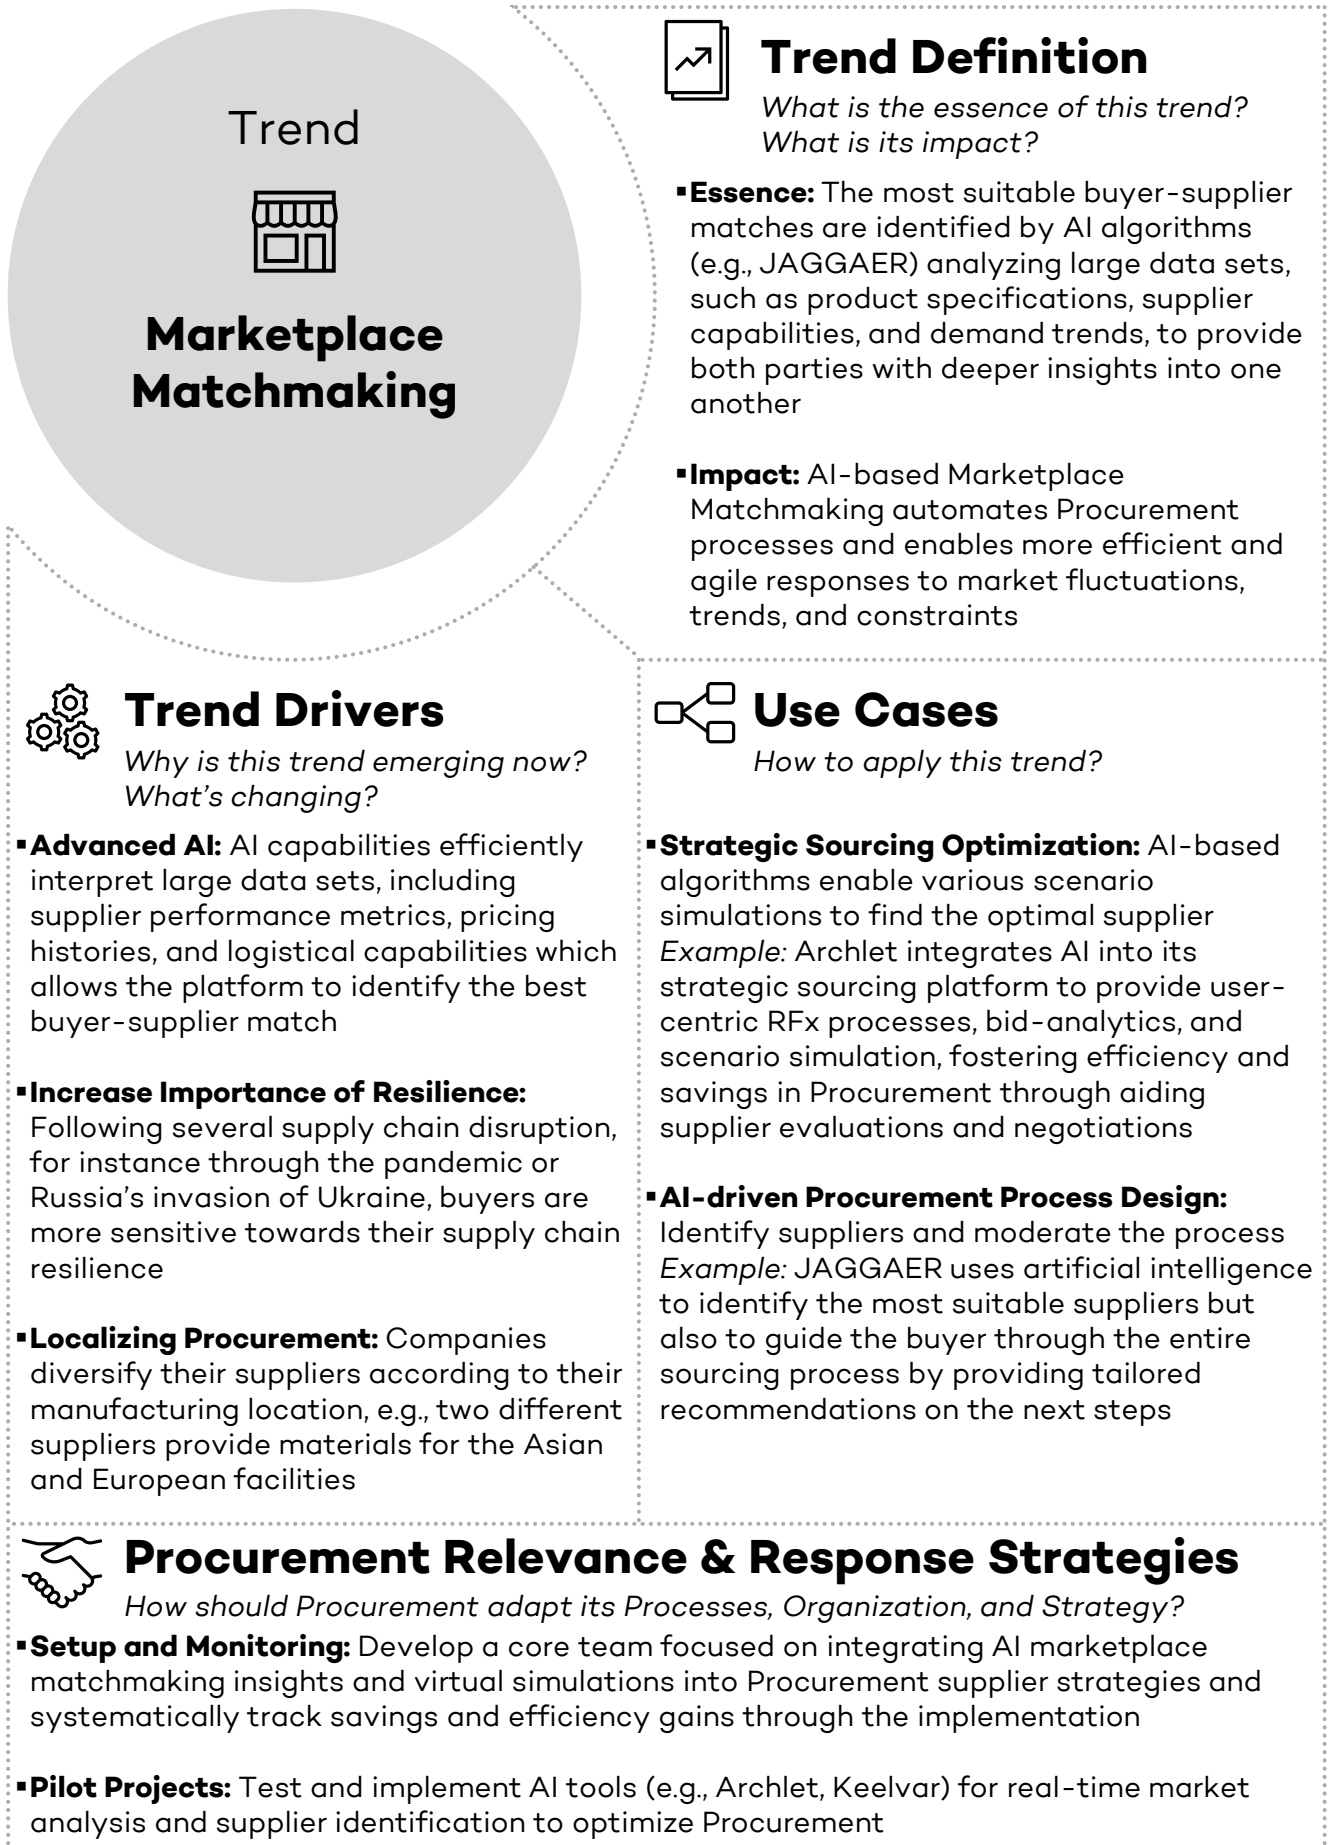 Trend
Marketplace
Matchmaking
Trend Definition
What is the essence of this trend?
What is its impact?
▪Essence: The most suitable buyer-supplier
matches are identified by AI algorithms
(e.g., JAGGAER) analyzing large data sets,
such as product specifications, supplier
capabilities, and demand trends, to provide
both parties with deeper insights into one
another
▪Impact: AI-based Marketplace
Matchmaking automates Procurement
processes and enables more efficient and
agile responses to market fluctuations,
trends, and constraints
Trend Drivers
Why is this trend emerging now?
What's changing?
▪Advanced AI: AI capabilities efficiently
interpret large data sets, including
supplier performance metrics, pricing
histories, and logistical capabilities which
allows the platform to identify the best
buyer-supplier match
▪Increase Importance of Resilience:
Following several supply chain disruption,
for instance through the pandemic or
Russia's invasion of Ukraine, buyers are
more sensitive towards their supply chain
resilience
▪Localizing Procurement: Companies
diversify their suppliers according to their
manufacturing location, e.g., two different
suppliers provide materials for the Asian
and European facilities
Use Cases
How to apply this trend?
▪Strategic Sourcing Optimization: AI-based
algorithms enable various scenario
simulations to find the optimal supplier
Example: Archlet integrates AI into its
strategic sourcing platform to provide user-
centric RFx processes, bid-analytics, and
scenario simulation, fostering efficiency and
savings in Procurement through aiding
supplier evaluations and negotiations
▪AI-driven Procurement Process Design:
Identify suppliers and moderate the process
Example: JAGGAER uses artificial intelligence
to identify the most suitable suppliers but
also to guide the buyer through the entire
sourcing process by providing tailored
recommendations on the next steps
Procurement Relevance & Response Strategies
How should Procurement adapt its Processes, Organization, and Strategy?
▪Setup and Monitoring: Develop a core team focused on integrating AI marketplace
matchmaking insights and virtual simulations into Procurement supplier strategies and
systematically track savings and efficiency gains through the implementation
▪Pilot Projects: Test and implement AI tools (e.g., Archlet, Keelvar) for real-time market
analysis and supplier identification to optimize Procurement